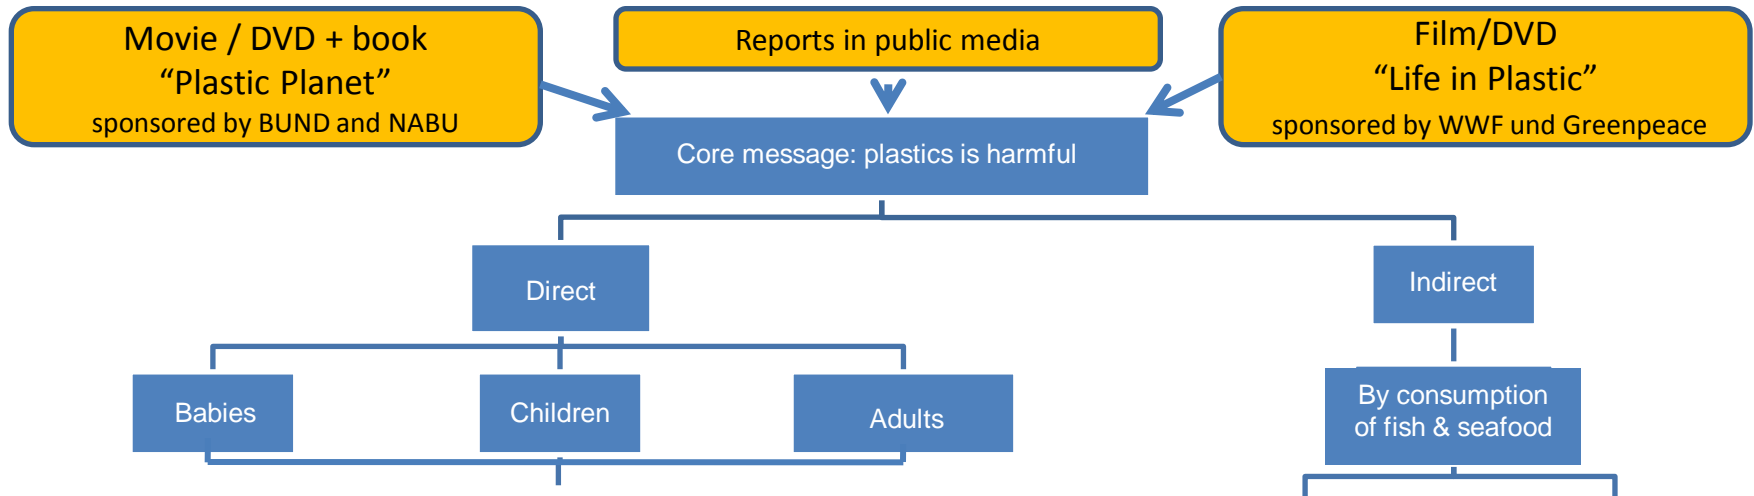 Movie / DVD + book
“Plastic Planet”
sponsored by BUND and NABU
Reports in public media
Film/DVD
“Life in Plastic”
sponsored by WWF und Greenpeace
Core message: plastics is harmful
Direct
Indirect
Babies
Children
Adults
By consumption
of fish & seafood